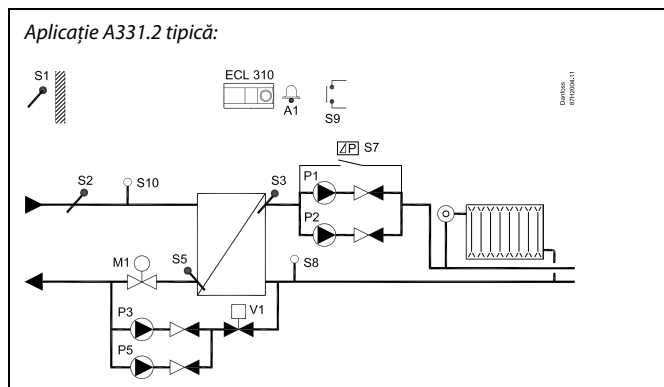 Aplicație A331.2 tipică:
S1
ECL 310
A1
S9
Danfoss
87H2004.11
S7
S2
S10
S3
P1
P2
M1
S5
S8
P3
V1
P5